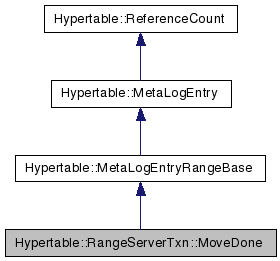 Hypertable::ReferenceCount
Hypertable::MetaLogEntry
Hypertable::MetaLogEntryRangeBase
Hypertable::RangeServerTxn::MoveDone